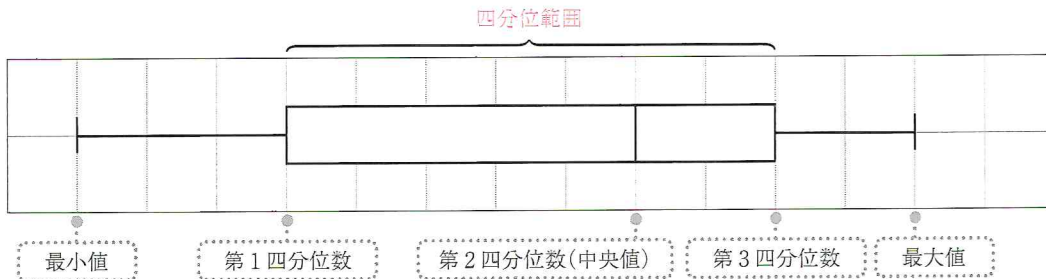 四分位範囲
最小値
第1四分位数
第2四分位数(中央値)
第3四分位数
最大値